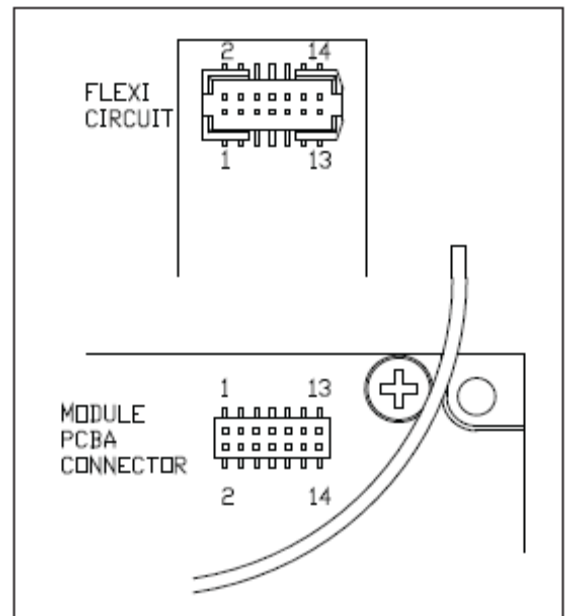 2 14
FLEXI
CIRCUIT
1 13
1 13
MODULE
PCBA
CONNECTOR
2 14